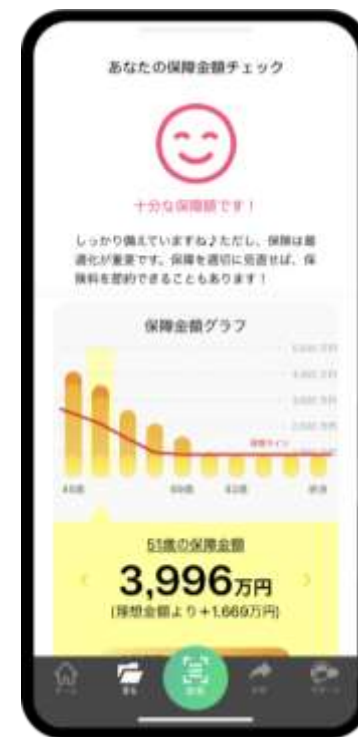 あなたの保障金額チェック
十分な保障額です！
しっかり備えていますね♪ただし、保険は最
適化が重要です。保障を適切に見直せば、保
険料を節約できることもあります！
保障金額グラフ
51歳の保障金額
3,996万円
(理想金額より+1,669万円)